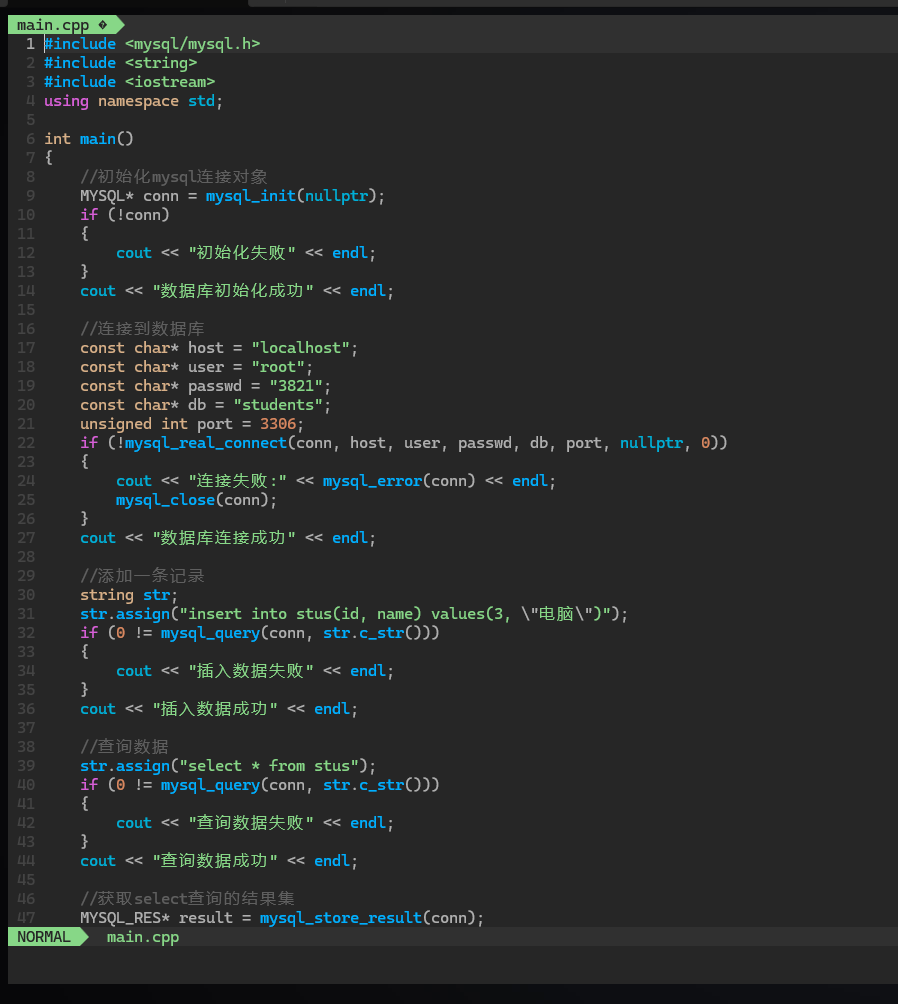 main.cpp �
1 #include <mysql/mysql.h>
2 #include <string>
3 #include <iostream>
4 using namespace std;
5
6 int main()
7 {
8     //初始化mysql连接对象
9     MYSQL* conn = mysql_init(nullptr);
10     if (!conn)
11     {
12         cout << "初始化失败" << endl;
13     }
14     cout << "数据库初始化成功" << endl;
15
16     //连接到数据库
17     const char* host = "localhost";
18     const char* user = "root";
19     const char* passwd = "3821";
20     const char* db = "students";
21     unsigned int port = 3306;
22     if (!mysql_real_connect(conn, host, user, passwd, db, port, nullptr, 0))
23     {
24         cout << "连接失败:" << mysql_error(conn) << endl;
25         mysql_close(conn);
26     }
27     cout << "数据库连接成功" << endl;
28
29     //添加一条记录
30     string str;
31     str.assign("insert into stus(id, name) values(3, \"电脑\")");
32     if (0 != mysql_query(conn, str.c_str()))
33     {
34         cout << "插入数据失败" << endl;
35     }
36     cout << "插入数据成功" << endl;
37
38     //查询数据
39     str.assign("select * from stus");
40     if (0 != mysql_query(conn, str.c_str()))
41     {
42         cout << "查询数据失败" << endl;
43     }
44     cout << "查询数据成功" << endl;
45
46     //获取select查询的结果集
47     MYSQL_RES* result = mysql_store_result(conn);
NORMAL main.cpp